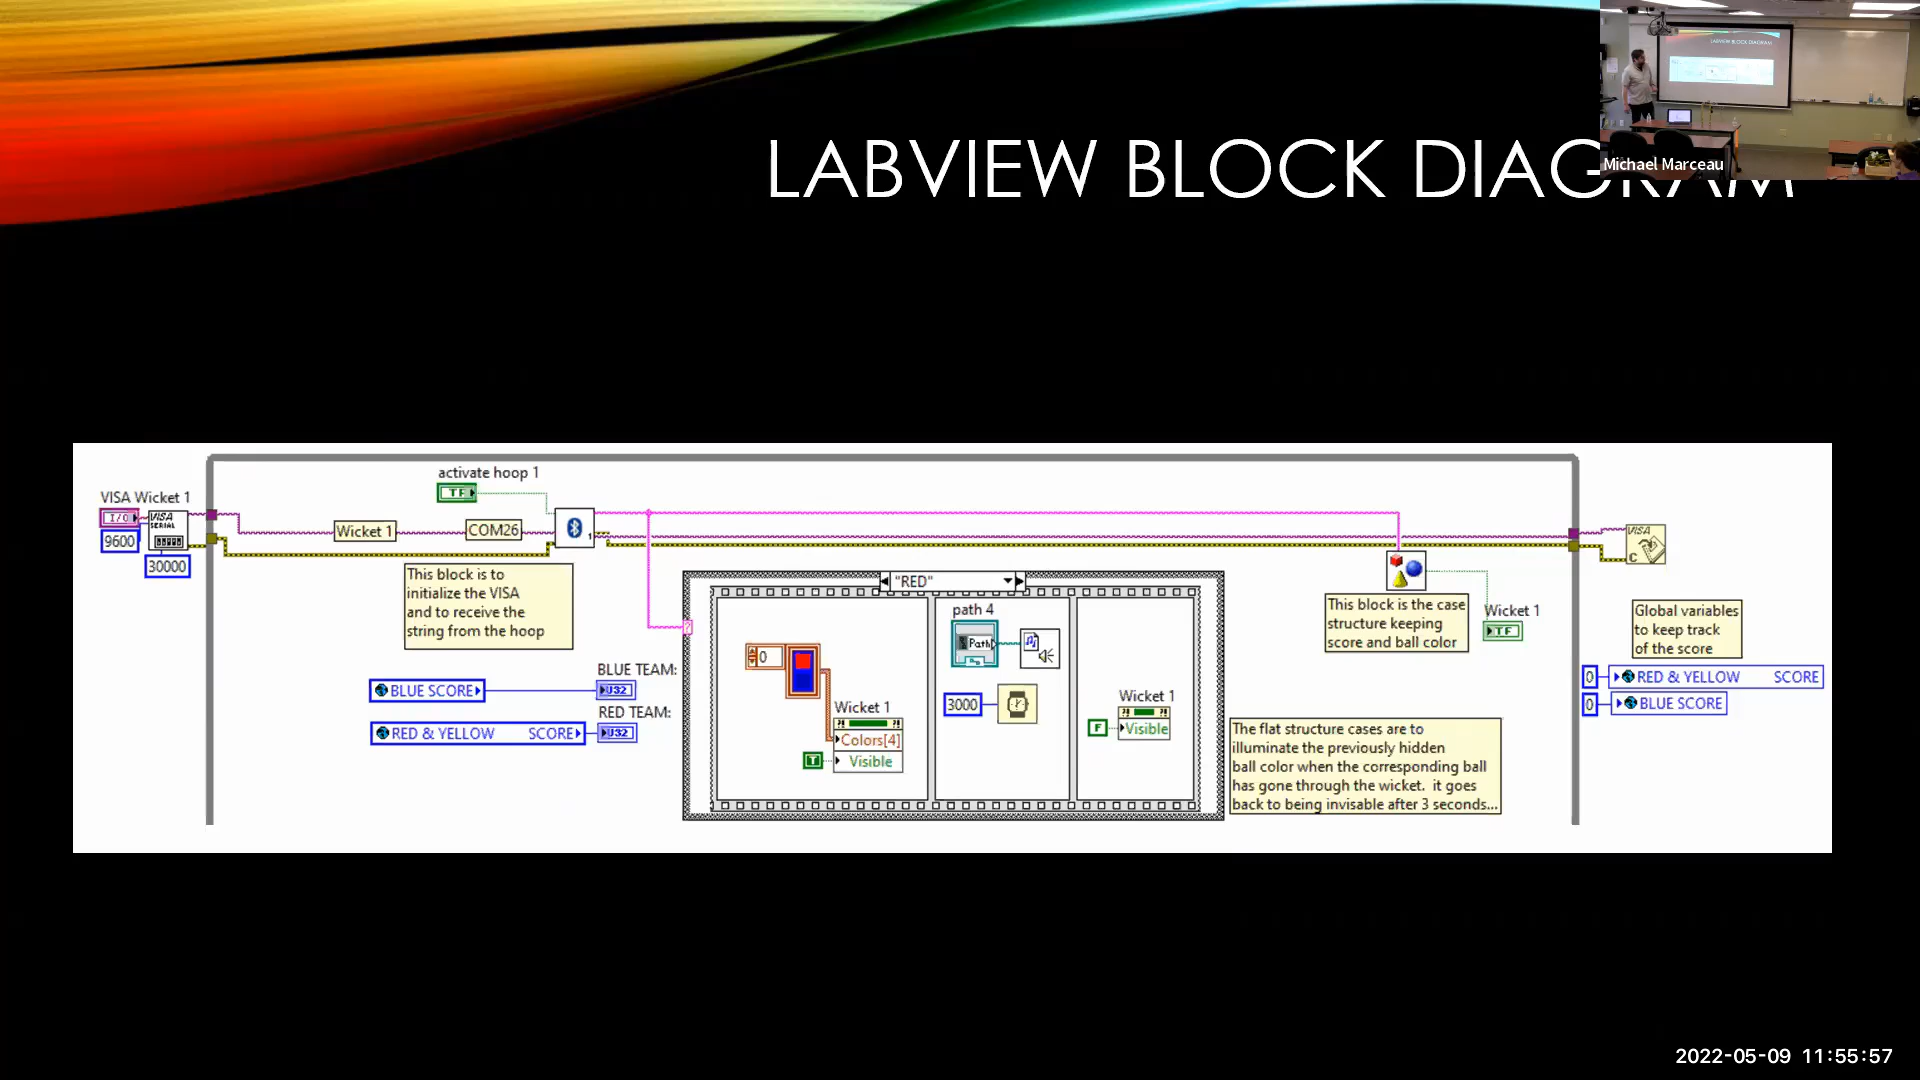 LABVIEW BLOCK DIAGRAM
LABVIEW BLOCK DIAGRAM
Michael Marceau
activate hoop 1
TF
VISA Wicket 1
I/O
VISA
SERIAL
9600
30000
Wicket 1
COM26
1
This block is to
initialize the VISA
and to receive the
string from the hoop
BLUE TEAM:
BLUE SCORE
U32
RED TEAM:
RED & YELLOW SCORE
U32
"RED"
?
0
Wicket 1
Colors[4]
T
Visible
path 4
Path
3000
Wicket 1
F
Visible
This block is the case
structure keeping
score and ball color
Wicket 1
TF
The flat structure cases are to
illuminate the previously hidden
ball color when the corresponding ball
has gone through the wicket. it goes
back to being invisable after 3 seconds...
VISA
C
Global variables
to keep track
of the score
0
RED & YELLOW SCORE
0
BLUE SCORE
2022-05-09 11:55:57